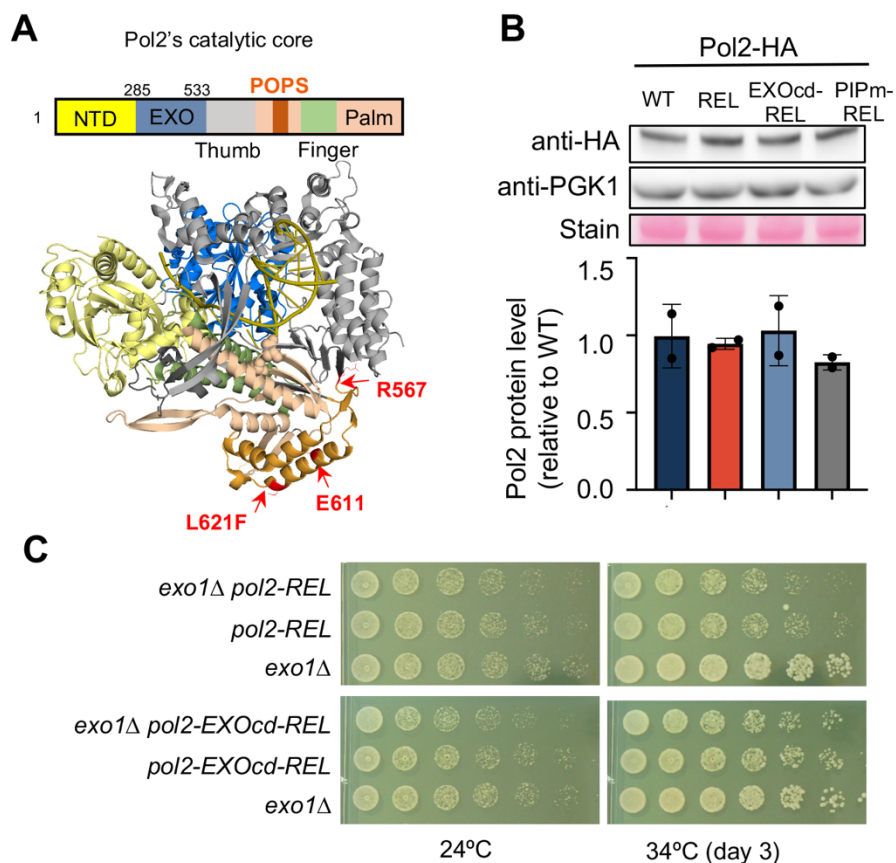 A
Pol2's catalytic core
285 533 POPS
1 NTD EXO Palm
Thumb Finger
R567
E611
L621F
B
Pol2-HA
WT REL EXOcd-REL PIPm-REL
anti-HA
anti-PGK1
Stain
Pol2 protein level
(relative to WT)
1.5
1.0
0.5
0.0
C
exo1Δ pol2-REL
pol2-REL
exo1Δ
exo1Δ pol2-EXOcd-REL
pol2-EXOcd-REL
exo1Δ
24ºC 34ºC (day 3)